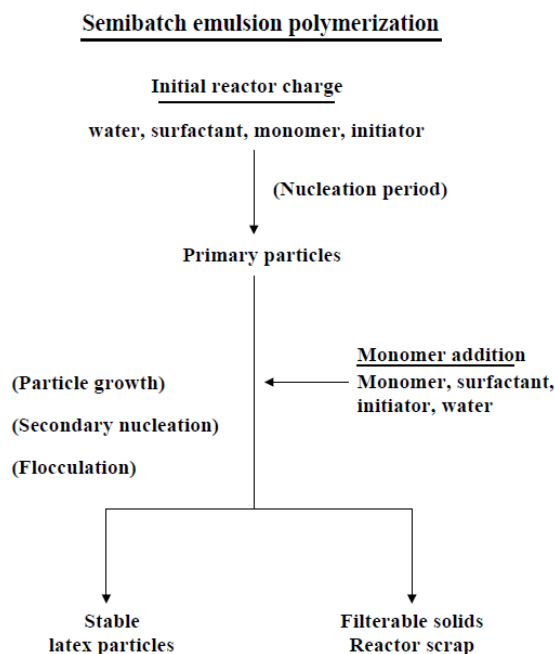 Semibatch emulsion polymerization
Initial reactor charge
water, surfactant, monomer, initiator
(Nucleation period)
Primary particles
Monomer addition
Monomer, surfactant,
initiator, water
(Particle growth)
(Secondary nucleation)
(Flocculation)
Stable
latex particles
Filterable solids
Reactor scrap